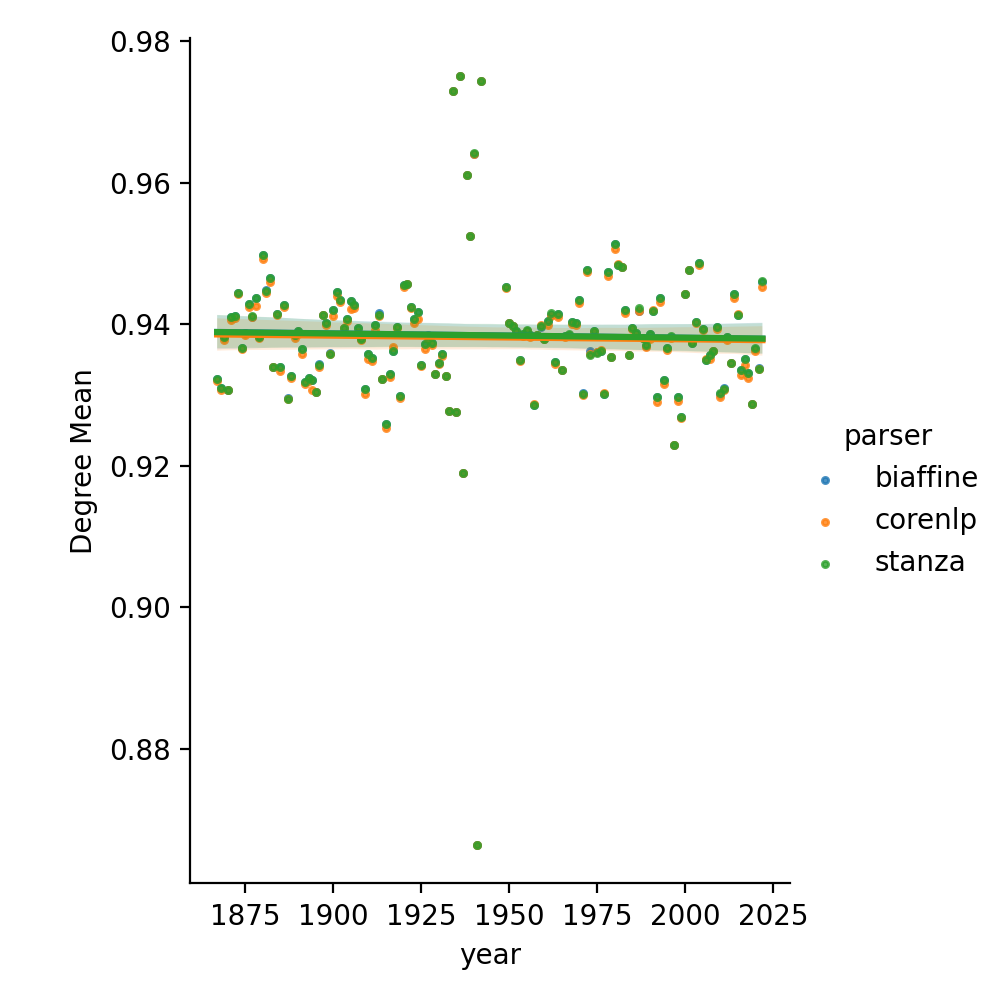 0.98
0.96
0.94
0.92
0.90
0.88
Degree Mean
1875 1900 1925 1950 1975 2000 2025
year
parser
biaffine
corenlp
stanza